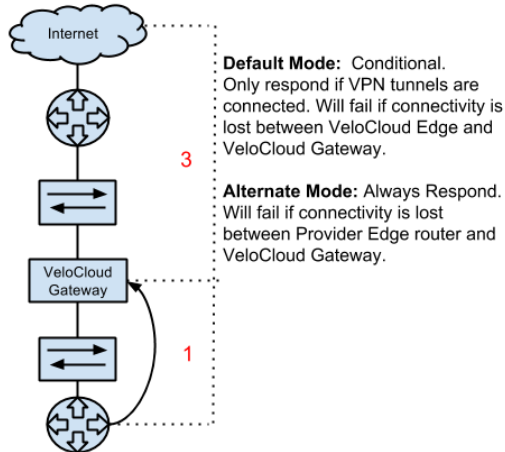 Internet
Default Mode: Conditional.
Only respond if VPN tunnels are
connected. Will fail if connectivity is
lost between VeloCloud Edge and
VeloCloud Gateway.
3
Alternate Mode: Always Respond.
Will fail if connectivity is lost
between Provider Edge router and
VeloCloud Gateway.
VeloCloud
Gateway
1